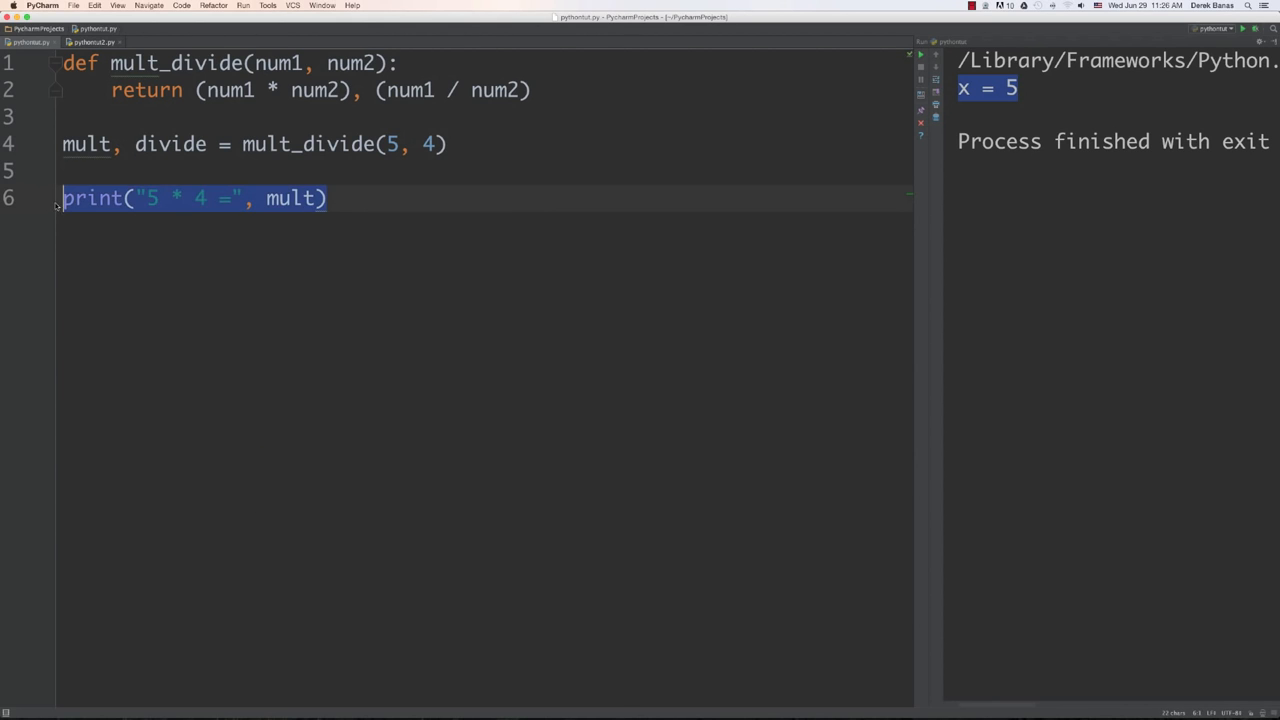 PyCharm File Edit View Navigate Code Refactor Run Tools VCS Window Help 10 Wed Jun 29 11:26 AM Derek Banas
pythontut.py - PycharmProjects - [~/PycharmProjects]
PycharmProjects pythontut.py pythontut
pythontut.py pythontut2.py Run pythontut
1 def mult_divide(num1, num2):
2 return (num1 * num2), (num1 / num2)
3
4 mult, divide = mult_divide(5, 4)
5
6 print("5 * 4 =", mult)
/Library/Frameworks/Python.
x = 5
Process finished with exit
22 chars 6:1 LF UTF-8